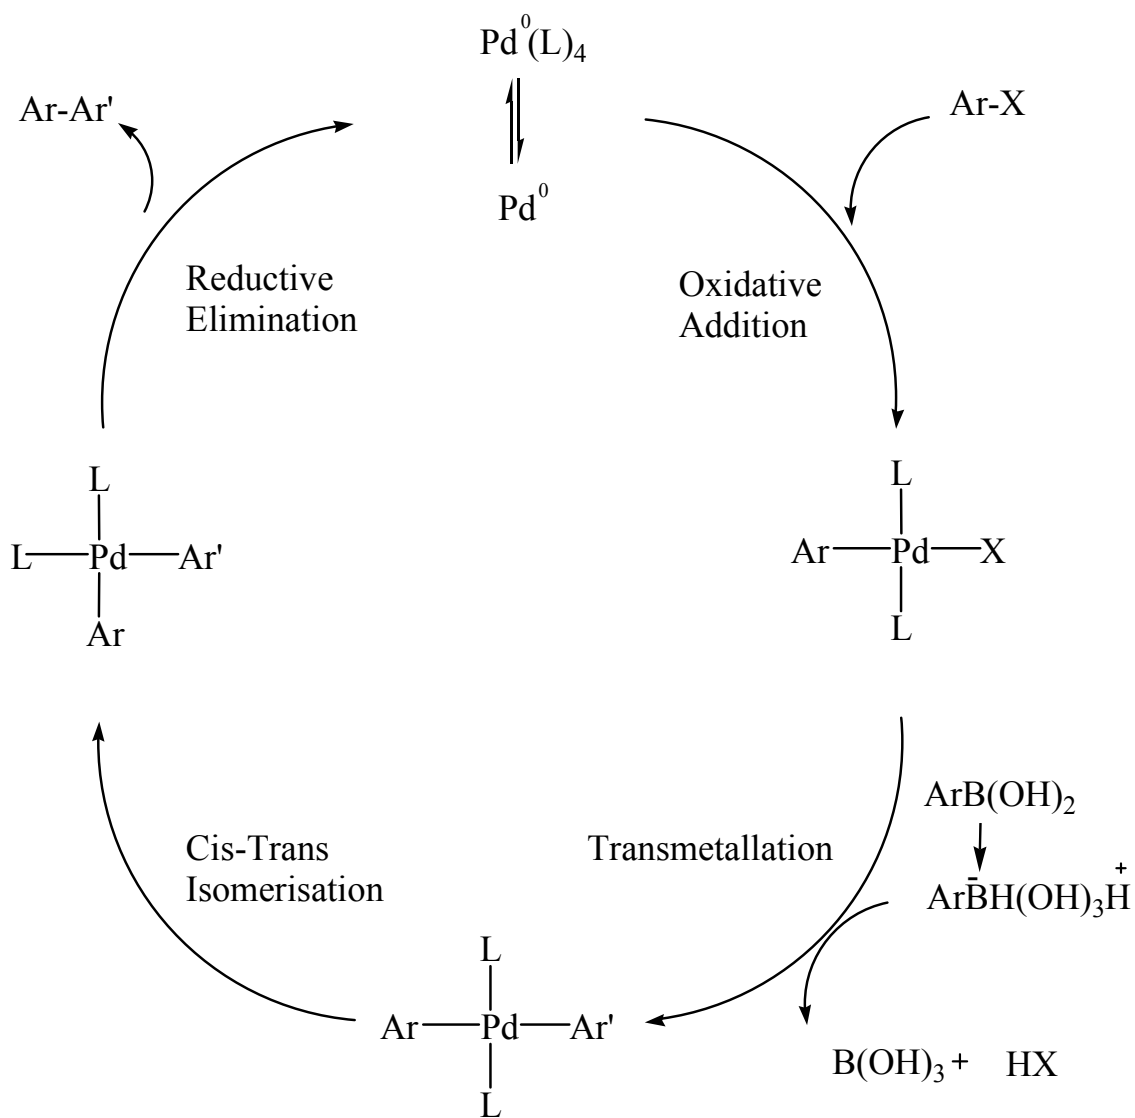 Pd⁰(L)₄
Ar-Ar'
Ar-X
Pd⁰
Reductive
Elimination
Oxidative
Addition
L
L-Pd-Ar'
Ar
L
Ar-Pd-X
L
ArB(OH)₂
Cis-Trans
Isomerisation
Transmetallation
ArB̄H(OH)₃H⁺
L
Ar-Pd-Ar'
L
B(OH)₃ + HX